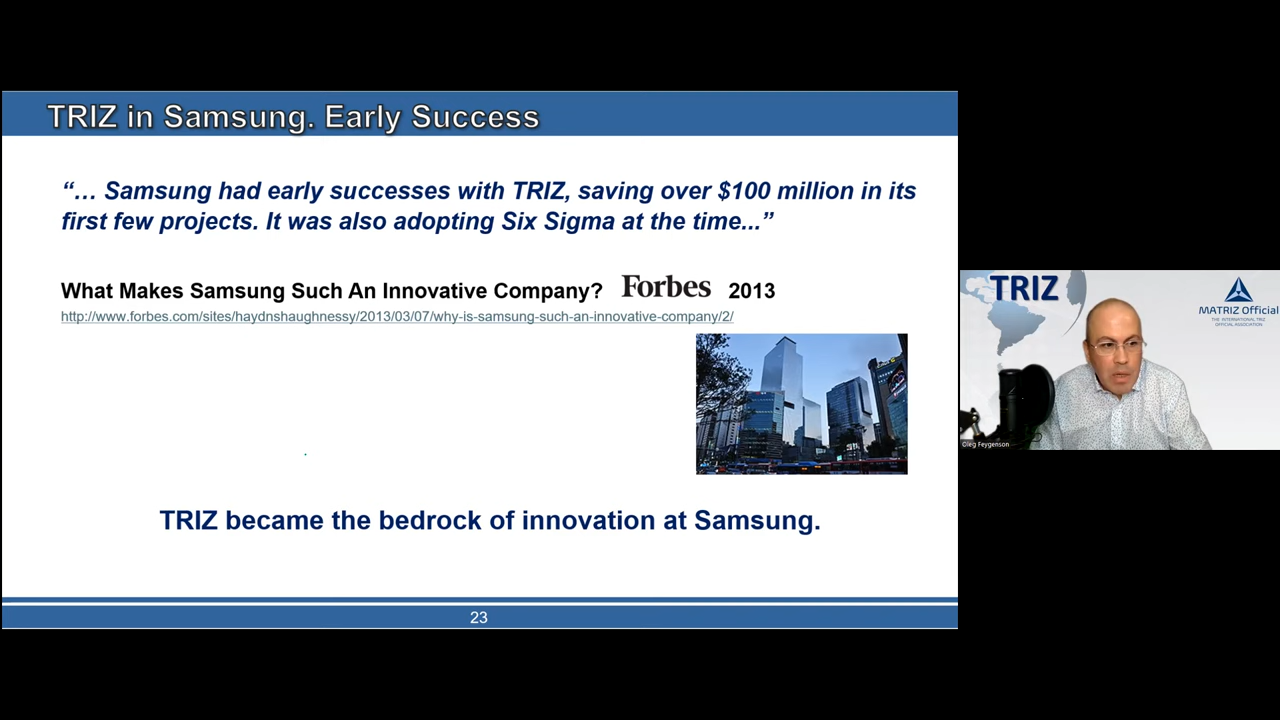 TRIZ in Samsung. Early Success
“… Samsung had early successes with TRIZ, saving over $100 million in its
first few projects. It was also adopting Six Sigma at the time...”
What Makes Samsung Such An Innovative Company? Forbes 2013
http://www.forbes.com/sites/haydnshaughnessy/2013/03/07/why-is-samsung-such-an-innovative-company/2/
TRIZ became the bedrock of innovation at Samsung.
23
TRIZ
MATRIZ Official
THE INTERNATIONAL TRIZ
OFFICIAL ASSOCIATION
Oleg Feygenson